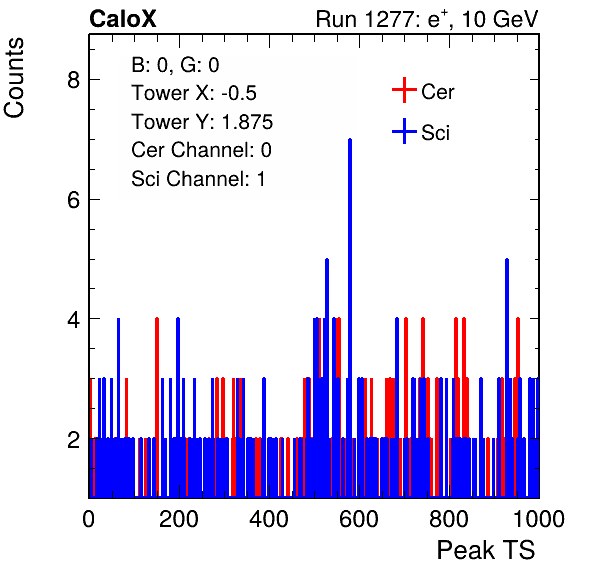 CaloX
Run 1277: e+, 10 GeV
Counts
B: 0, G: 0
Tower X: -0.5
Tower Y: 1.875
Cer Channel: 0
Sci Channel: 1
Cer
Sci
8
6
4
2
0
200
400
600
800
1000
Peak TS